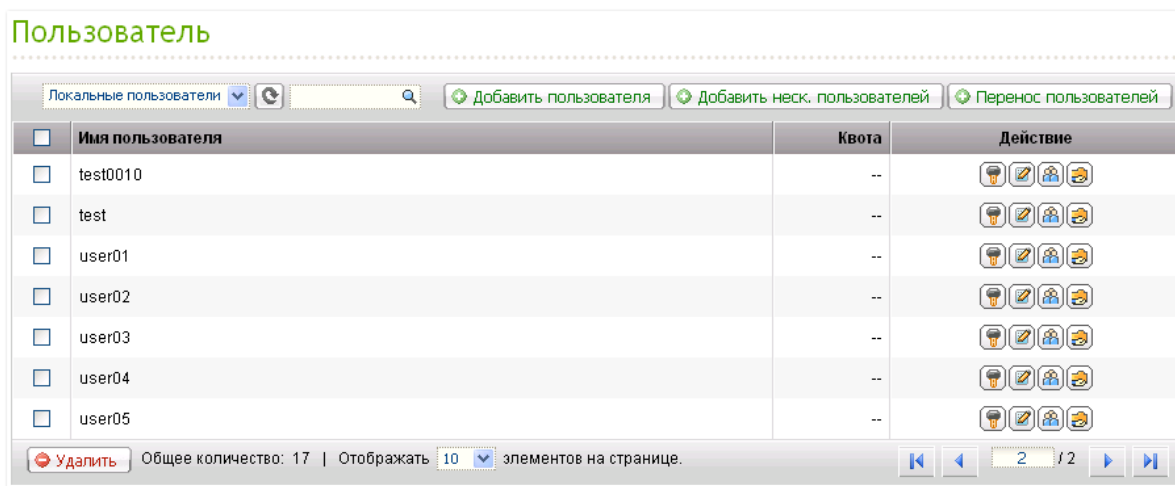 Пользователь
Локальные пользователи Добавить пользователя Добавить неск. пользователей Перенос пользователей
Имя пользователя Квота Действие
test0010 --
test --
user01 --
user02 --
user03 --
user04 --
user05 --
Удалить Общее количество: 17 | Отображать 10 элементов на странице. 2 / 2